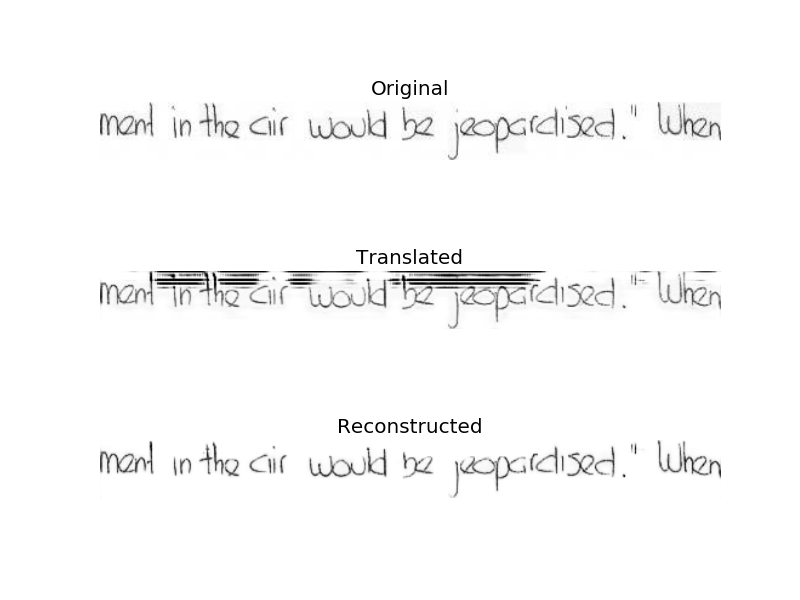 Original
ment in the air would be jeopardised." When
Translated
ment in the air would be jeopardised." When
Reconstructed
ment in the air would be jeopardised." When